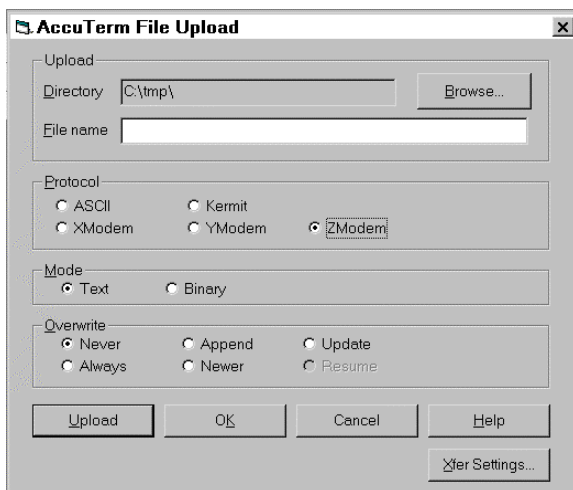 AccuTerm File Upload
Upload
Directory C:\tmp\ Browse...
File name
Protocol
ASCII Kermit
XModem YModem ZModem
Mode
Text Binary
Overwrite
Never Append Update
Always Newer Resume
Upload OK Cancel Help
Xfer Settings...